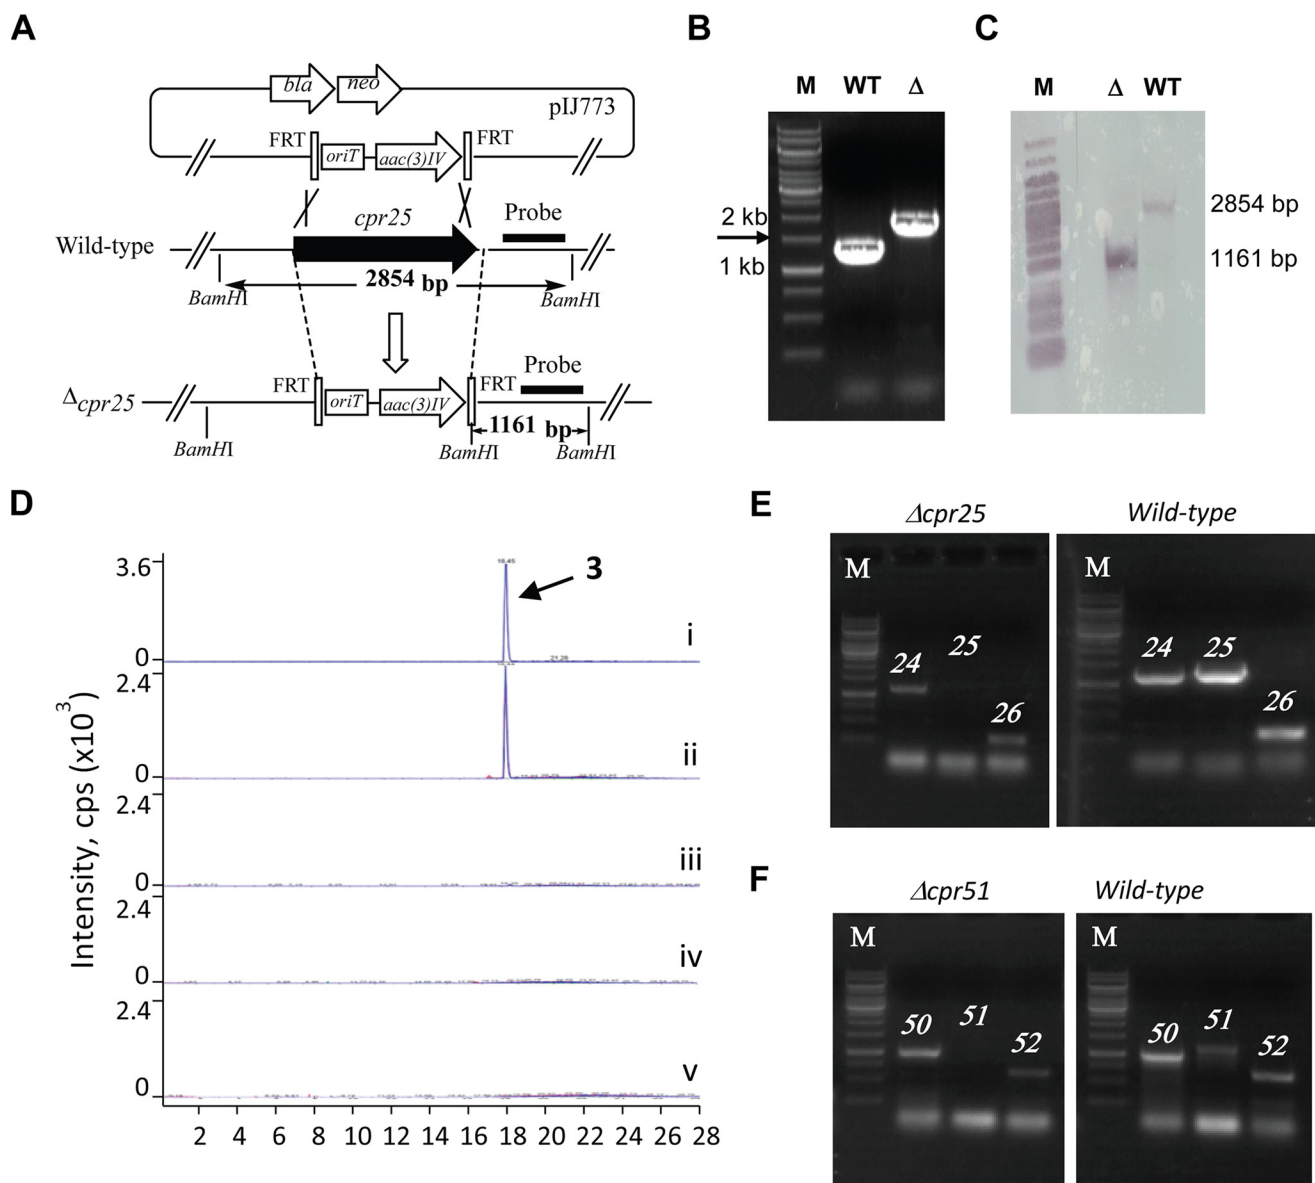 A
bla
neo
pIJ773
FRT
oriT
aac(3)IV
FRT
cpr25
Probe
Wild-type
2854 bp
BamHI
BamHI
Probe
FRT
oriT
aac(3)IV
FRT
Δcpr25
1161 bp
BamHI
BamHI
BamHI
B
M WT Δ
2 kb
1 kb
C
M Δ WT
2854 bp
1161 bp
D
Intensity, cps (x10³)
3.6
18.45
3
i
0
21.28
2.4
ii
0
2.4
iii
0
2.4
iv
0
2.4
v
0
2 4 6 8 10 12 14 16 18 20 22 24 26 28
E
Δcpr25
Wild-type
M
24
25
26
M
24
25
26
F
Δcpr51
Wild-type
M
50
51
52
M
50
51
52